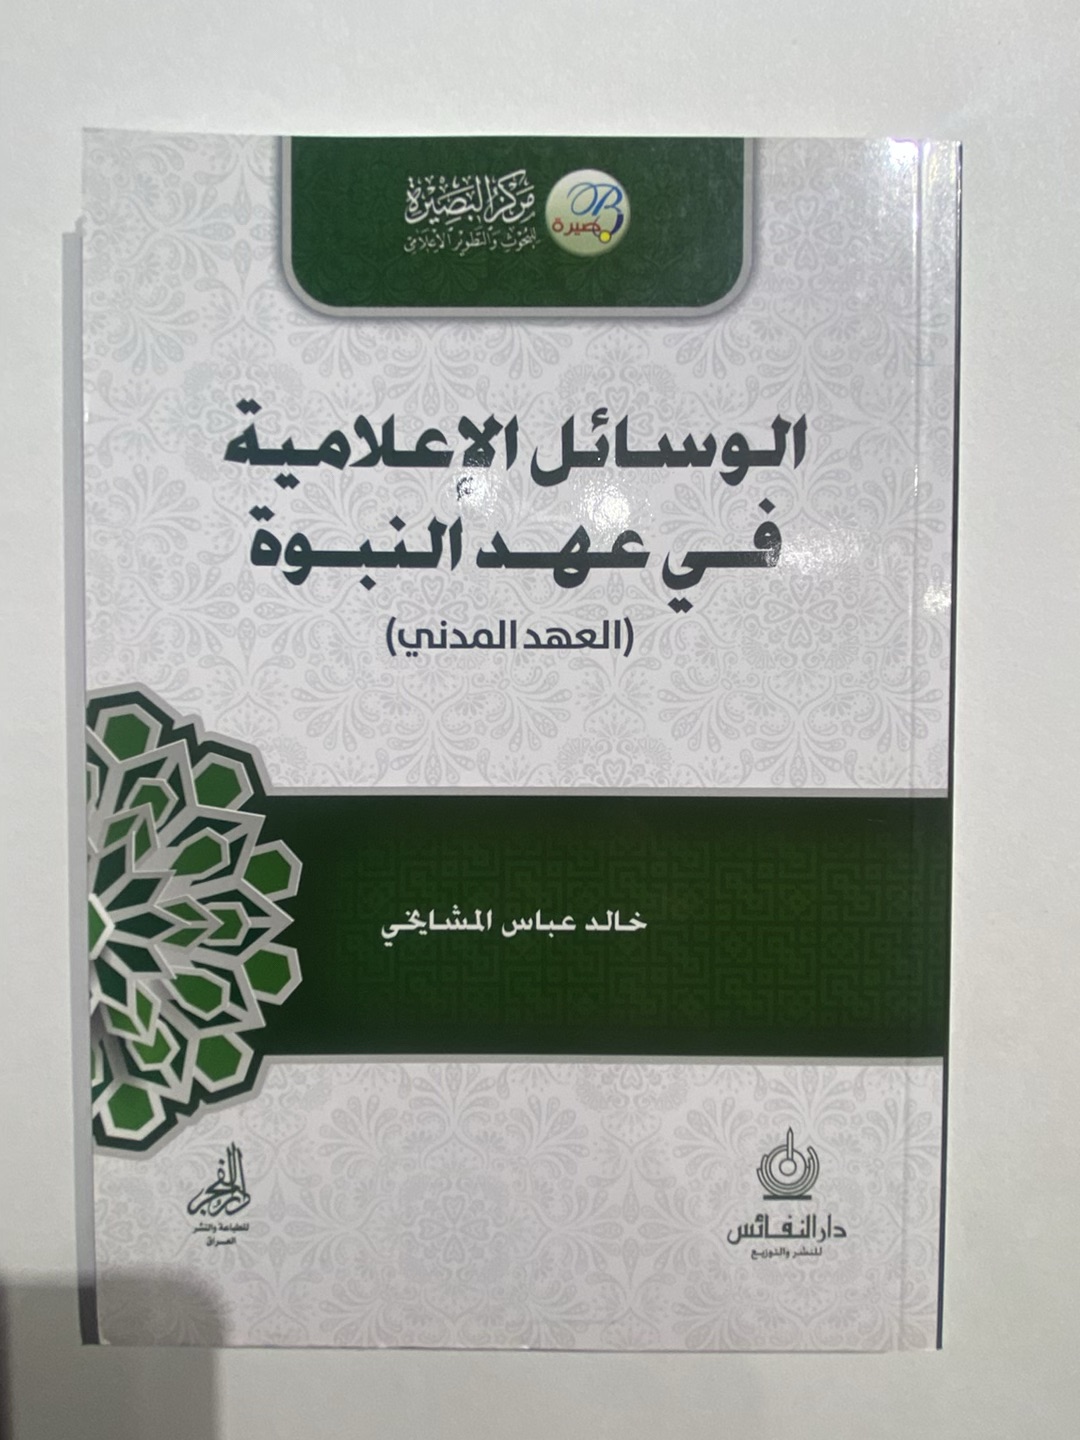 مركز البصيرة
للبحوث والتطوير الإعلامي
B
بصيرة
الوسائل الإعلامية
في عهد النبوة
(العهد المدني)
خالد عباس المشايخي
دار النفائس
للنشر والتوزيع
دار الفجر
للطباعة والنشر
العراق